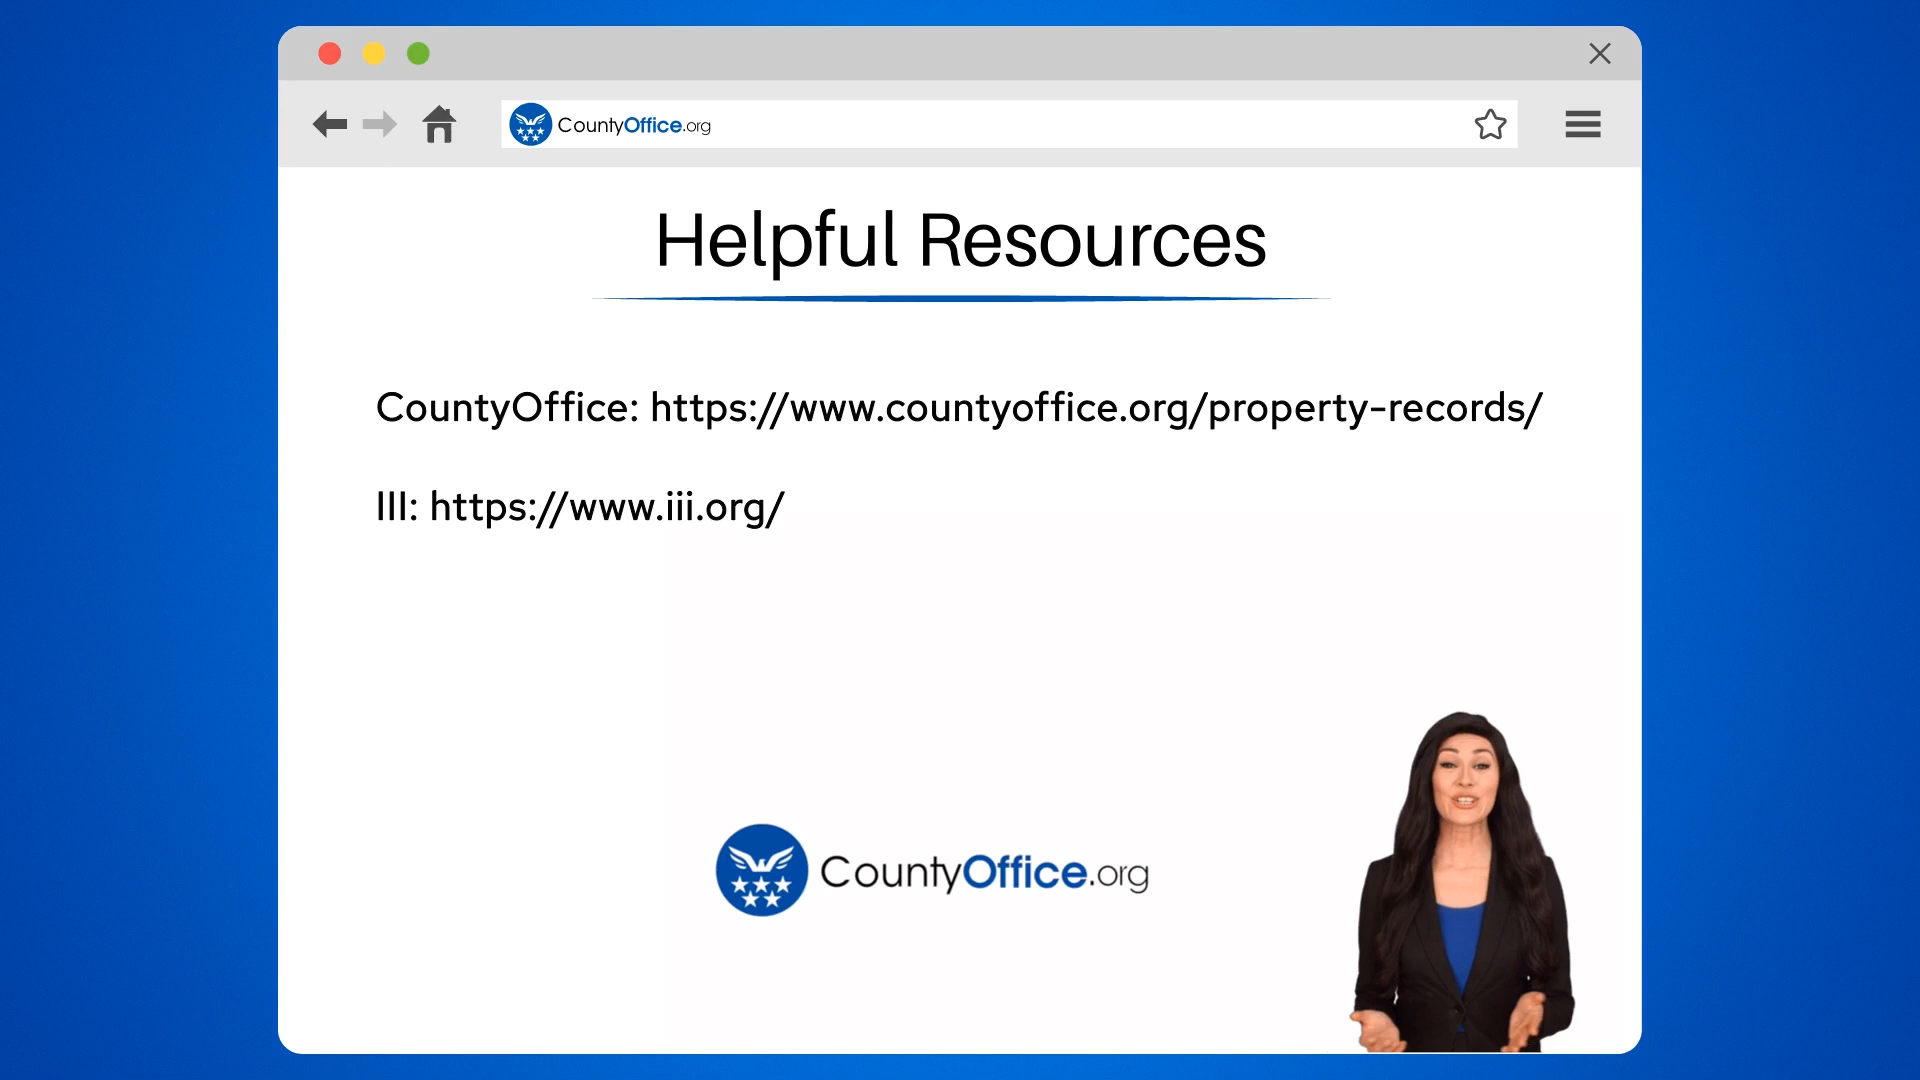 CountyOffice.org
Helpful Resources
CountyOffice: https://www.countyoffice.org/property-records/
III: https://www.iii.org/
CountyOffice.org